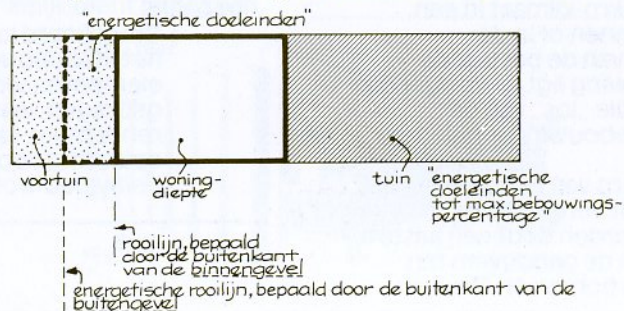 "energetische doeleinden"
voortuin
woning-
diepte
tuin
"energetische
doeleinden
tot max. bebouwings-
percentage"
rooilijn, bepaald
door de buitenkant
van de binnengevel
energetische rooilijn, bepaald door de buitenkant van de
buitengevel